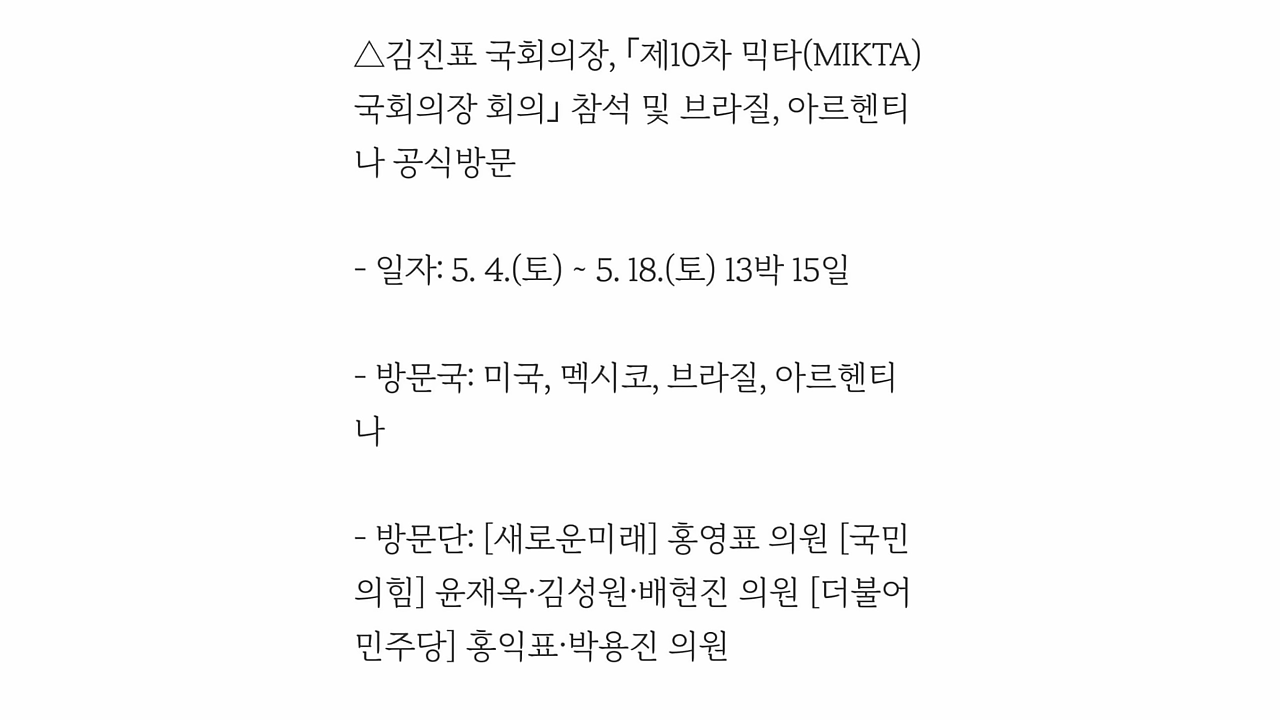 △김진표 국회의장, 「제10차 믹타(MIKTA)
국회의장 회의」 참석 및 브라질, 아르헨티
나 공식방문
- 일자: 5. 4.(토) ~ 5. 18.(토) 13박 15일
- 방문국: 미국, 멕시코, 브라질, 아르헨티
나
- 방문단: [새로운미래] 홍영표 의원 [국민
의힘] 윤재옥·김성원·배현진 의원 [더불어
민주당] 홍익표·박용진 의원